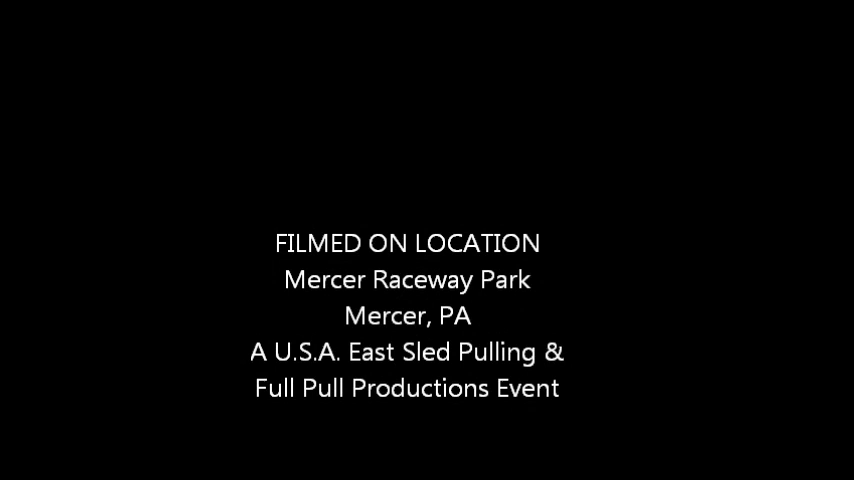 FILMED ON LOCATION
Mercer Raceway Park
Mercer, PA
A U.S.A. East Sled Pulling &
Full Pull Productions Event